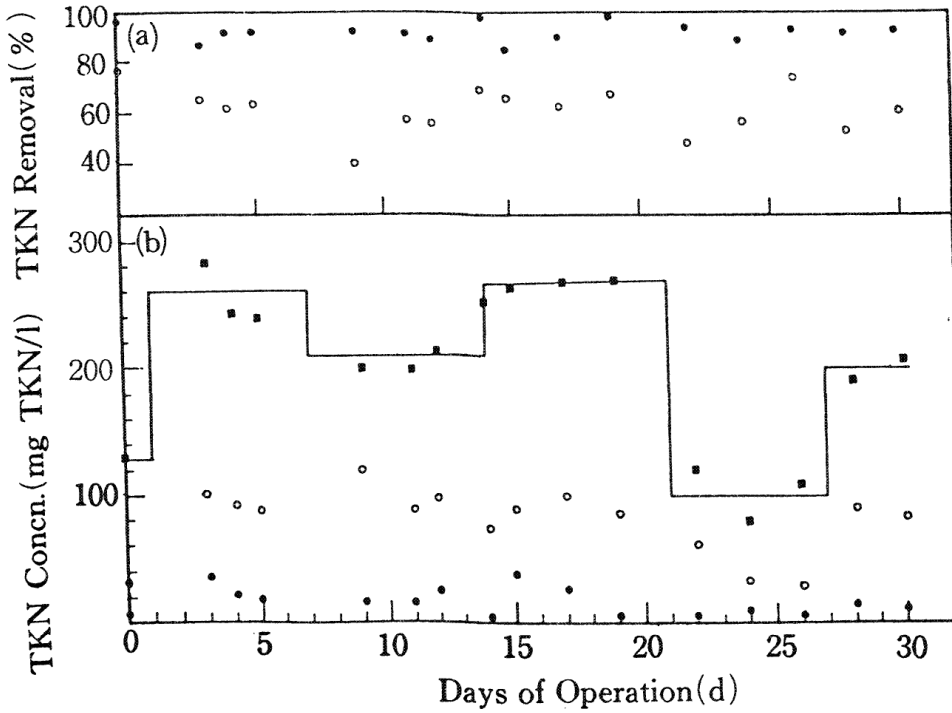 TKN Removal(%)
(a)
100
80
60
40
TKN Concn.(mg TKN/l)
(b)
300
200
100
0
5
10
15
20
25
30
Days of Operation(d)